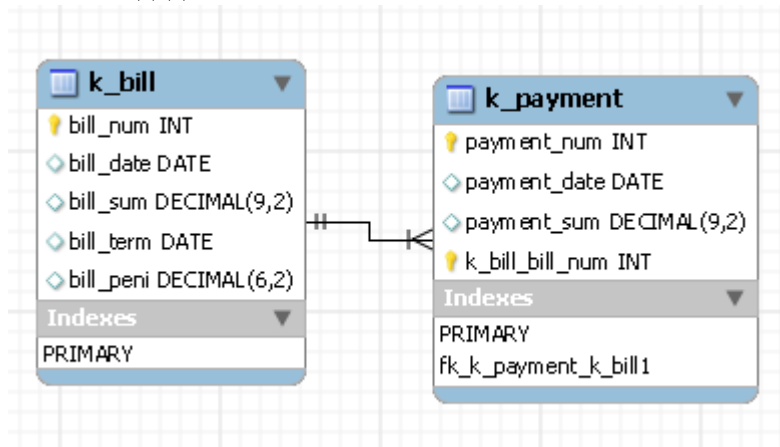 k_bill
bill_num INT
bill_date DATE
bill_sum DECIMAL(9,2)
bill_term DATE
bill_peni DECIMAL(6,2)
Indexes
PRIMARY
k_payment
payment_num INT
payment_date DATE
payment_sum DECIMAL(9,2)
k_bill_bill_num INT
Indexes
PRIMARY
fk_k_payment_k_bill1